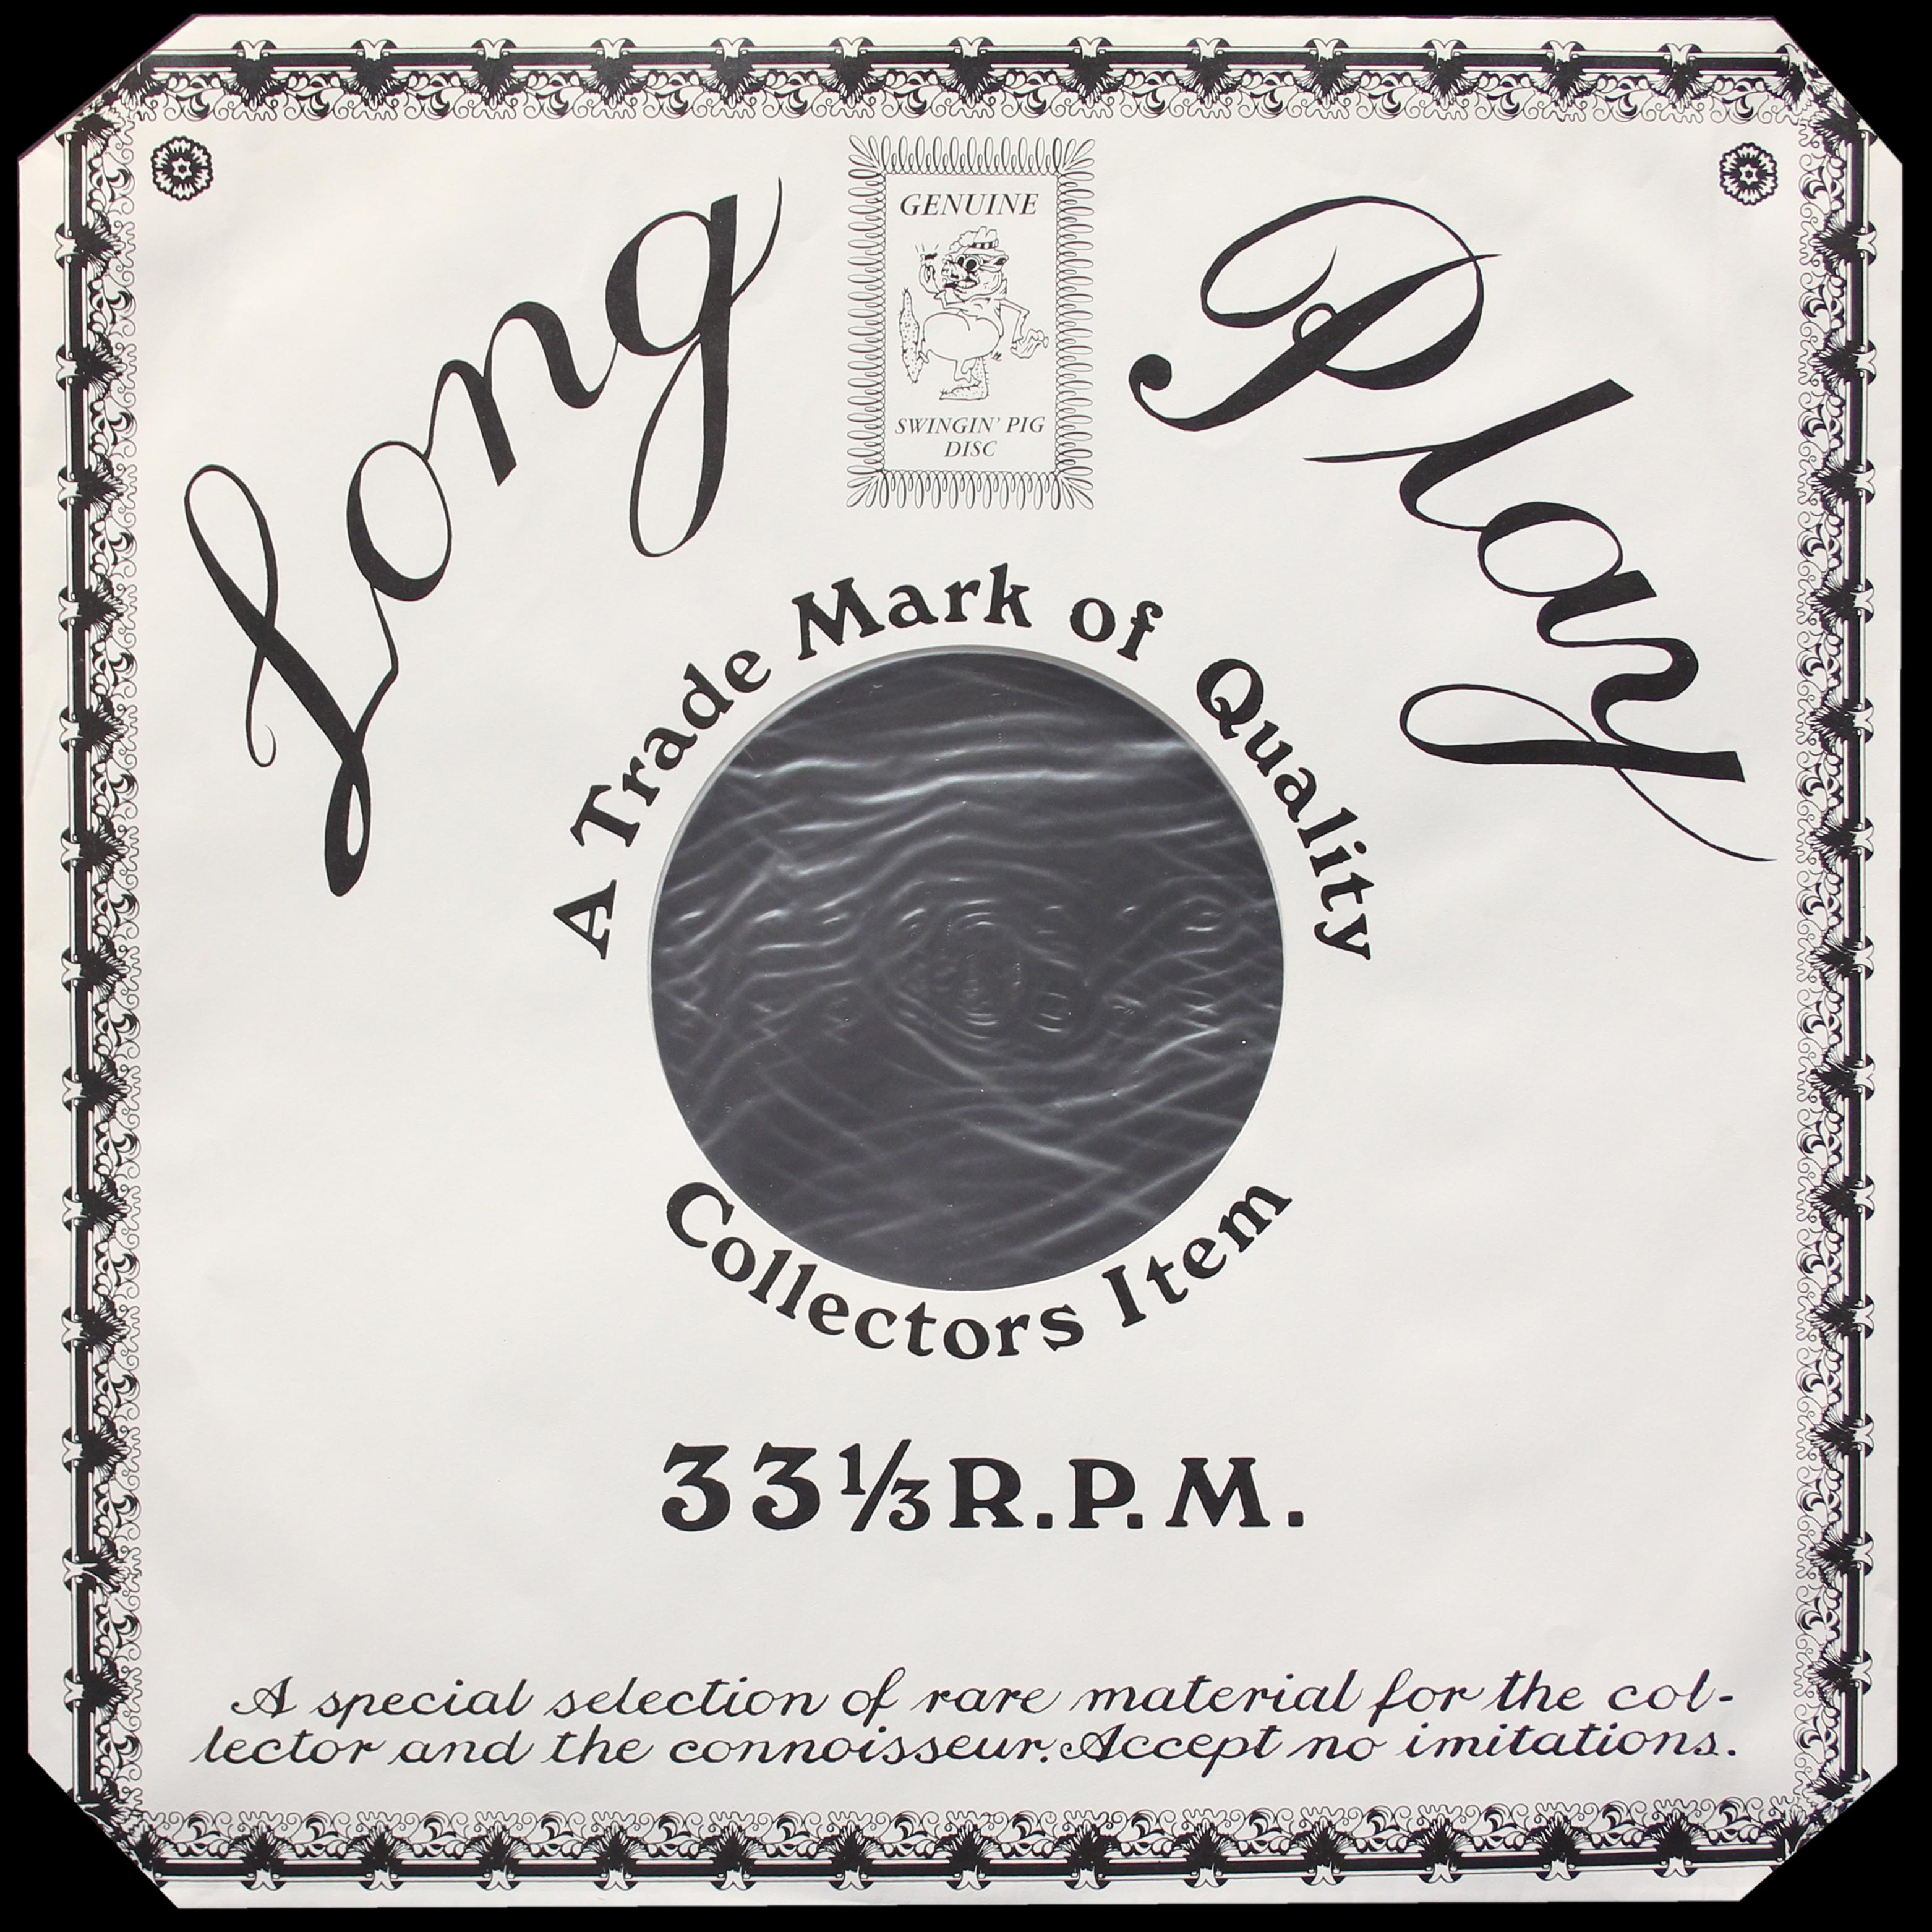 Long Play
GENUINE
SWINGIN' PIG
DISC
A Trade Mark of Quality
Collectors Item
33⅓ R.P.M.
A special selection of rare material for the col-
lector and the connoisseur. Accept no imitations.